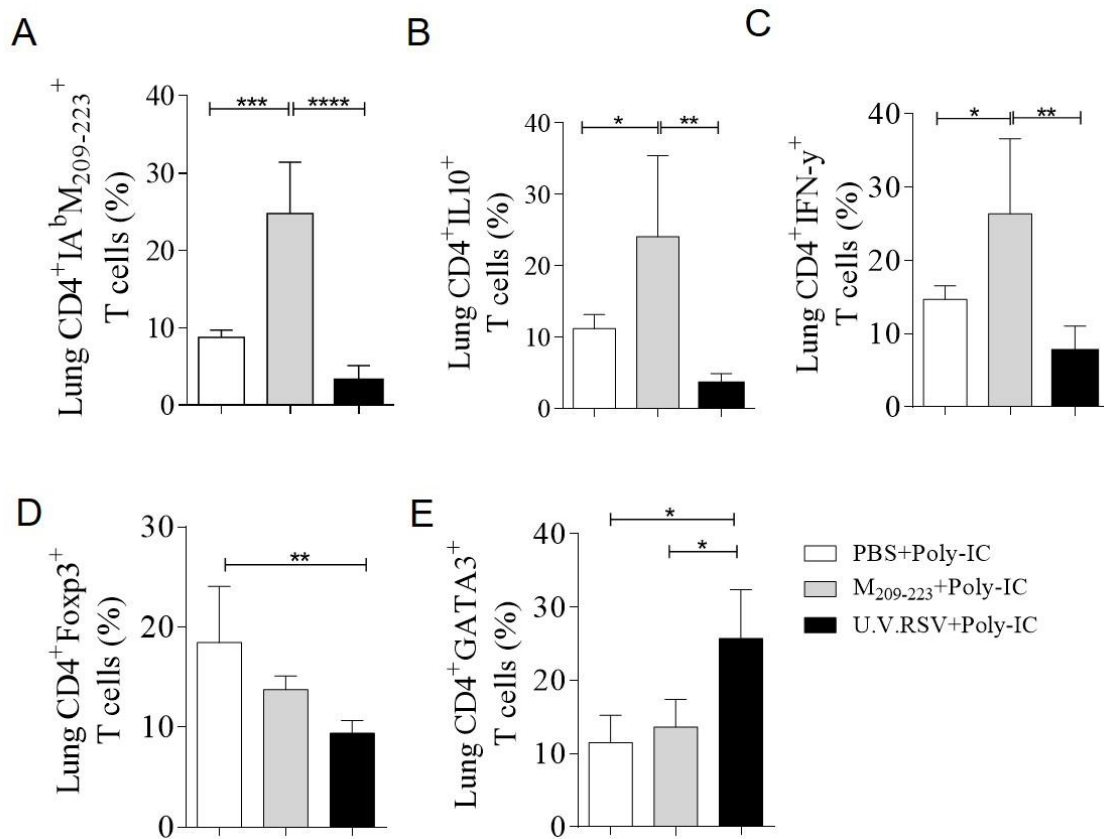 A
Lung CD4⁺IAᵇM₂₀₉₋₂₂₃⁺
T cells (%)
40
30
20
10
0
*** ****
B
Lung CD4⁺IL10⁺
T cells (%)
40
30
20
10
0
* **
C
Lung CD4⁺IFN-y⁺
T cells (%)
40
30
20
10
0
* **
D
Lung CD4⁺Foxp3⁺
T cells (%)
30
20
10
0
**
E
Lung CD4⁺GATA3⁺
T cells (%)
40
30
20
10
0
*
*
PBS+Poly-IC
M₂₀₉₋₂₂₃+Poly-IC
U.V.RSV+Poly-IC